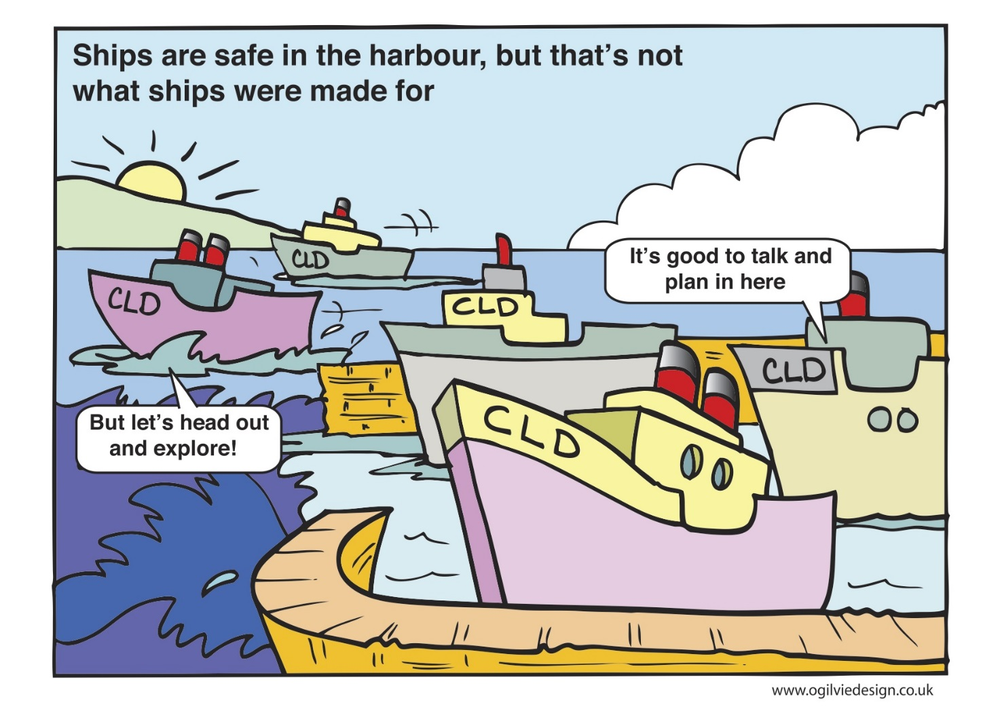 Ships are safe in the harbour, but that's not
what ships were made for
CLD
CLD
CLD
It's good to talk and
plan in here
CLD
CLD
But let's head out
and explore!
www.ogilviedesign.co.uk